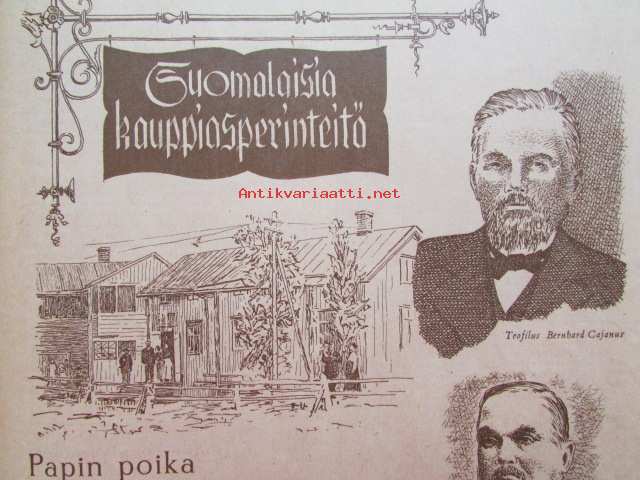 Suomalaisia
kauppiasperinteitä
Antikvariaatti.net
Teofilus Bernhard Cajanus
Papin poika